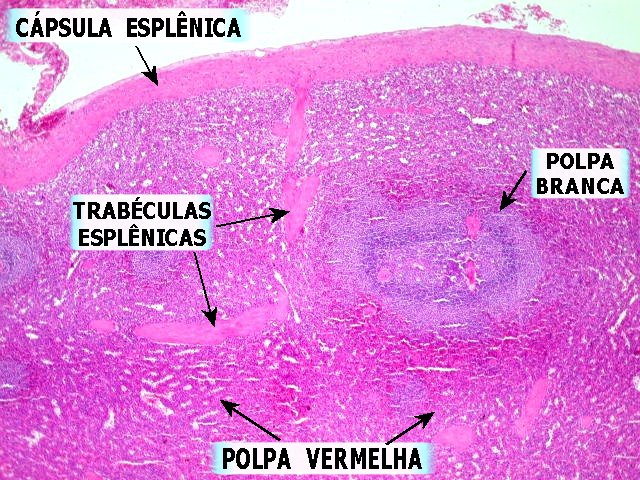 CÁPSULA ESPLÊNICA
POLPA
BRANCA
TRABÉCULAS
ESPLÊNICAS
POLPA VERMELHA